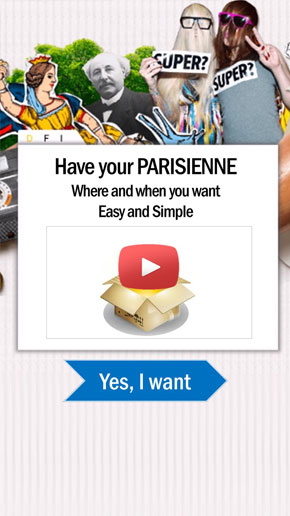 SUPER?
SUPER?
D F I
Have your PARISIENNE
Where and when you want
Easy and Simple
Yes, I want